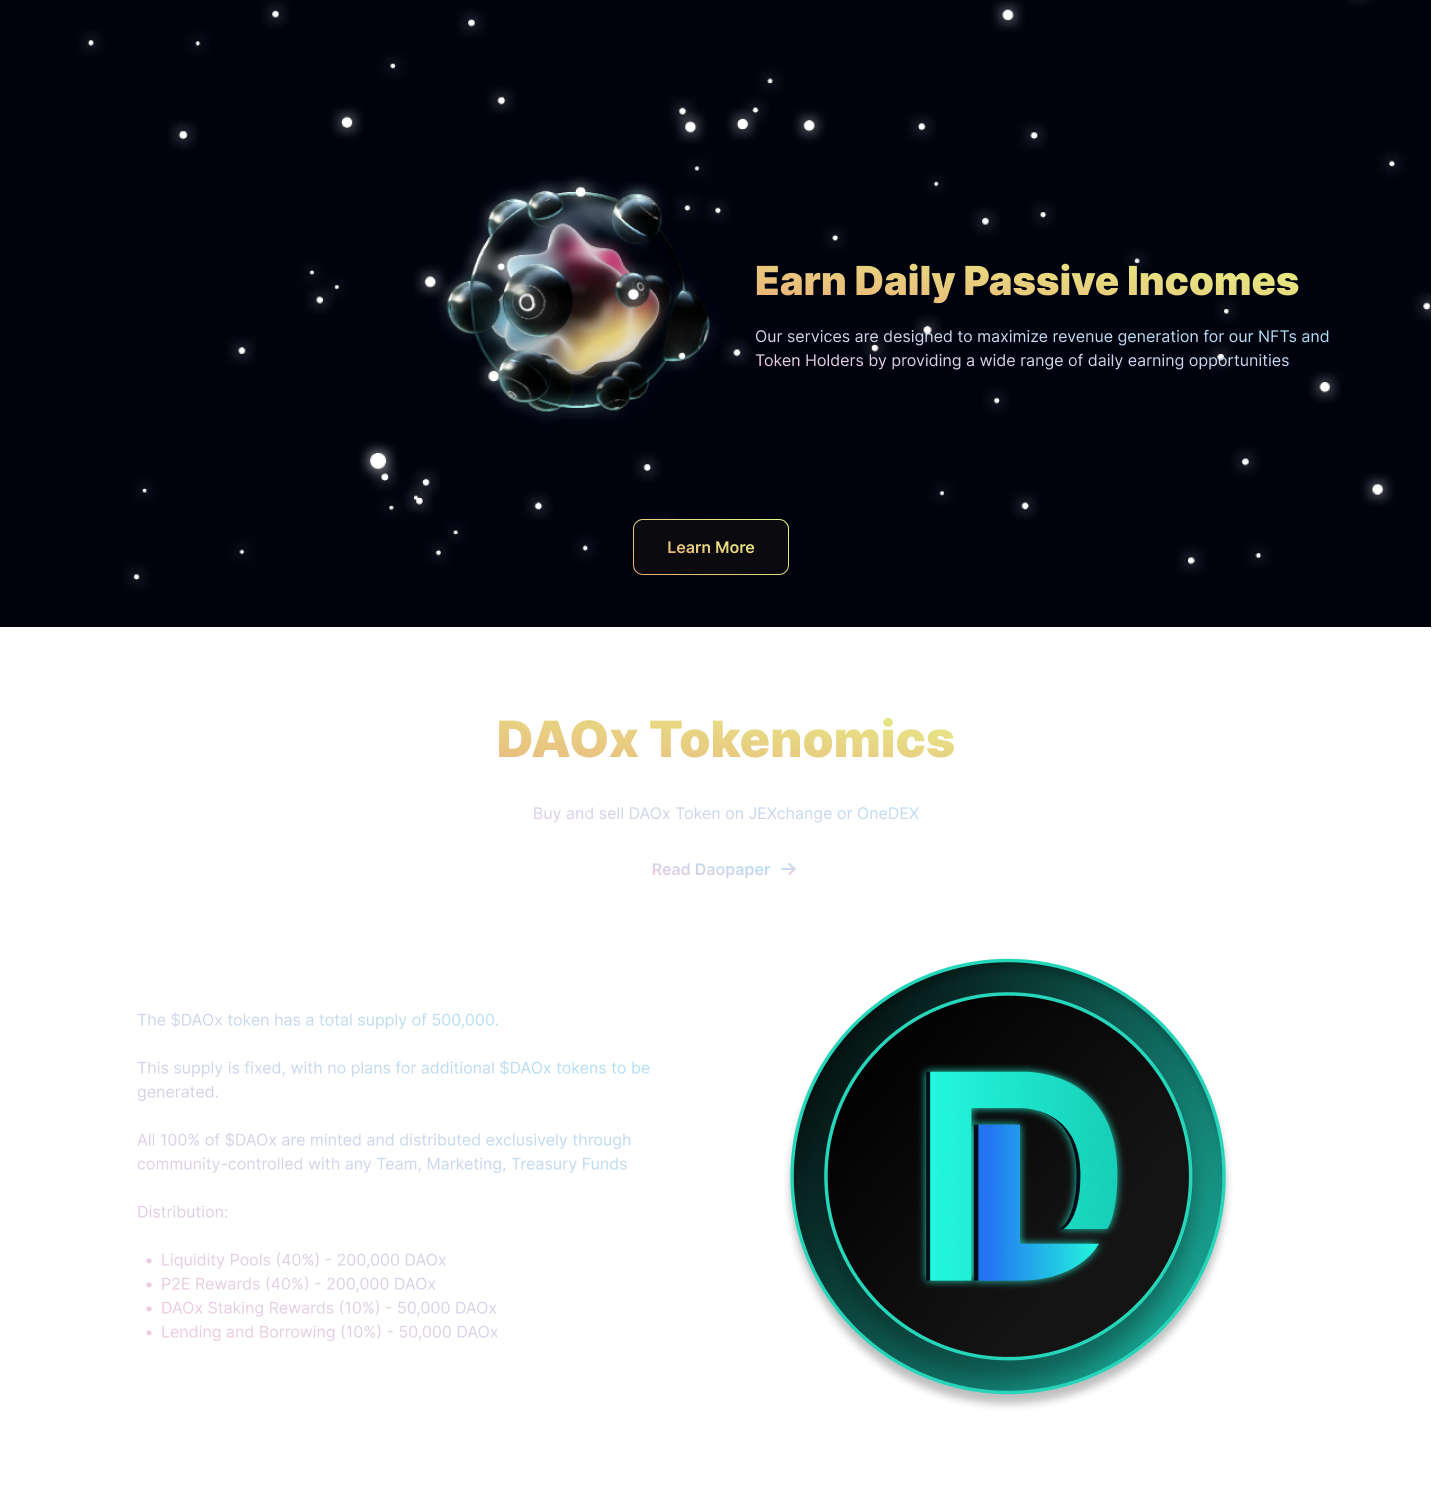 Earn Daily Passive Incomes
Our services are designed to maximize revenue generation for our NFTs and
Token Holders by providing a wide range of daily earning opportunities
Learn More
DAOx Tokenomics
Buy and sell DAOx Token on JEXchange or OneDEX
Read Daopaper →
The $DAOx token has a total supply of 500,000.
This supply is fixed, with no plans for additional $DAOx tokens to be
generated.
All 100% of $DAOx are minted and distributed exclusively through
community-controlled with any Team, Marketing, Treasury Funds
Distribution:
• Liquidity Pools (40%) - 200,000 DAOx
• P2E Rewards (40%) - 200,000 DAOx
• DAOx Staking Rewards (10%) - 50,000 DAOx
• Lending and Borrowing (10%) - 50,000 DAOx